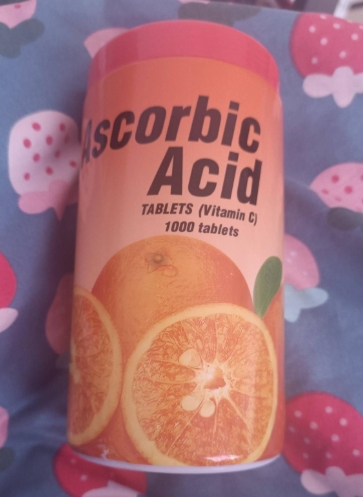 Ascorbic
Acid
TABLETS (Vitamin C)
1000 tablets